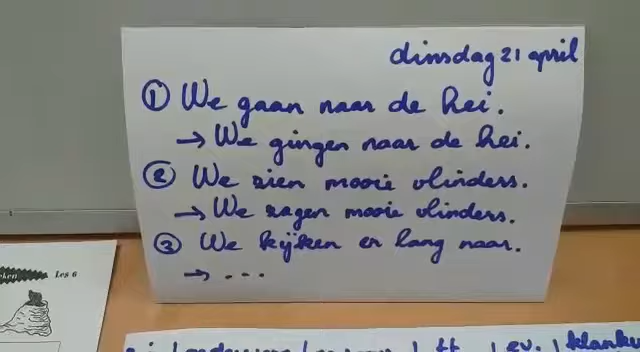 dinsdag 21 april
① We gaan naar de hei.
→ We gingen naar de hei.
② We zien mooie vlinders.
→ We zagen mooie vlinders.
③ We kijken er lang naar.
→ ...
Les 6